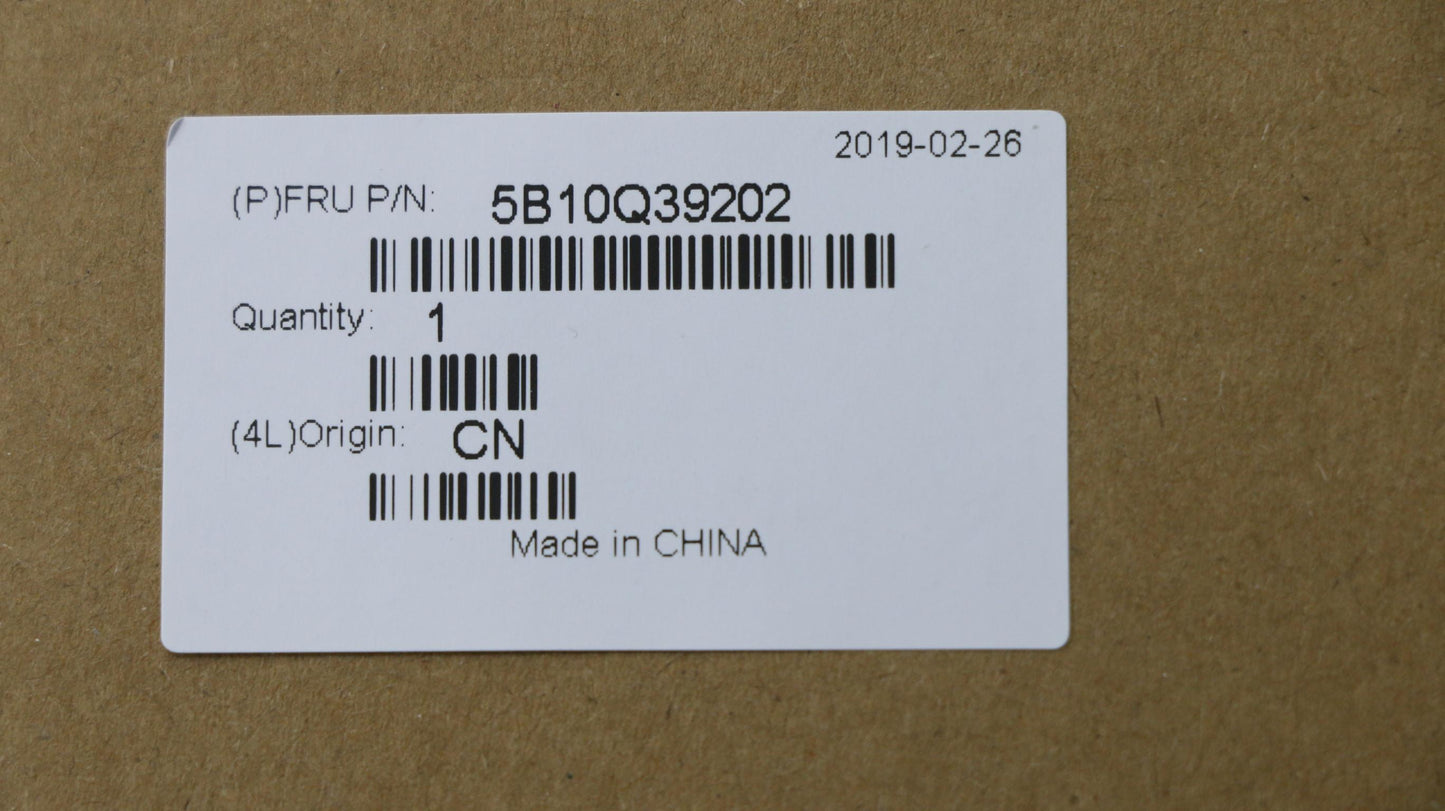 2019-02-26
(P)FRU P/N: 5B10Q39202
Quantity: 1
(4L)Origin: CN
Made in CHINA